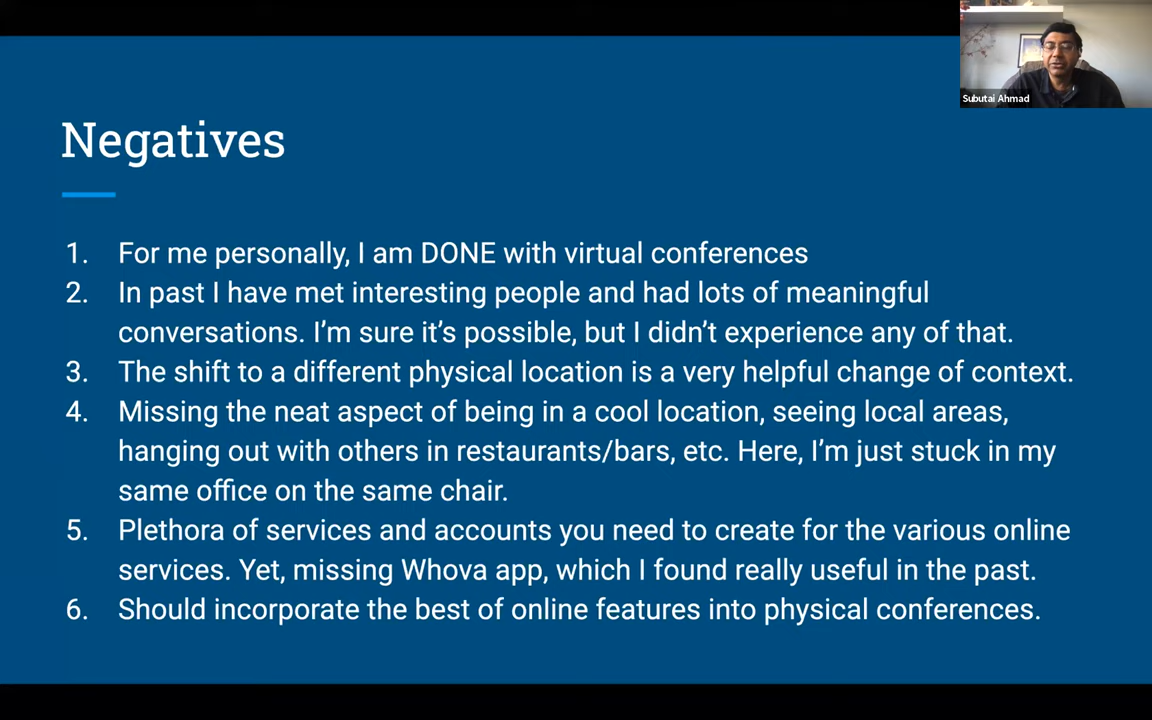 Subutai Ahmad
Negatives
1. For me personally, I am DONE with virtual conferences
2. In past I have met interesting people and had lots of meaningful
conversations. I’m sure it’s possible, but I didn’t experience any of that.
3. The shift to a different physical location is a very helpful change of context.
4. Missing the neat aspect of being in a cool location, seeing local areas,
hanging out with others in restaurants/bars, etc. Here, I’m just stuck in my
same office on the same chair.
5. Plethora of services and accounts you need to create for the various online
services. Yet, missing Whova app, which I found really useful in the past.
6. Should incorporate the best of online features into physical conferences.